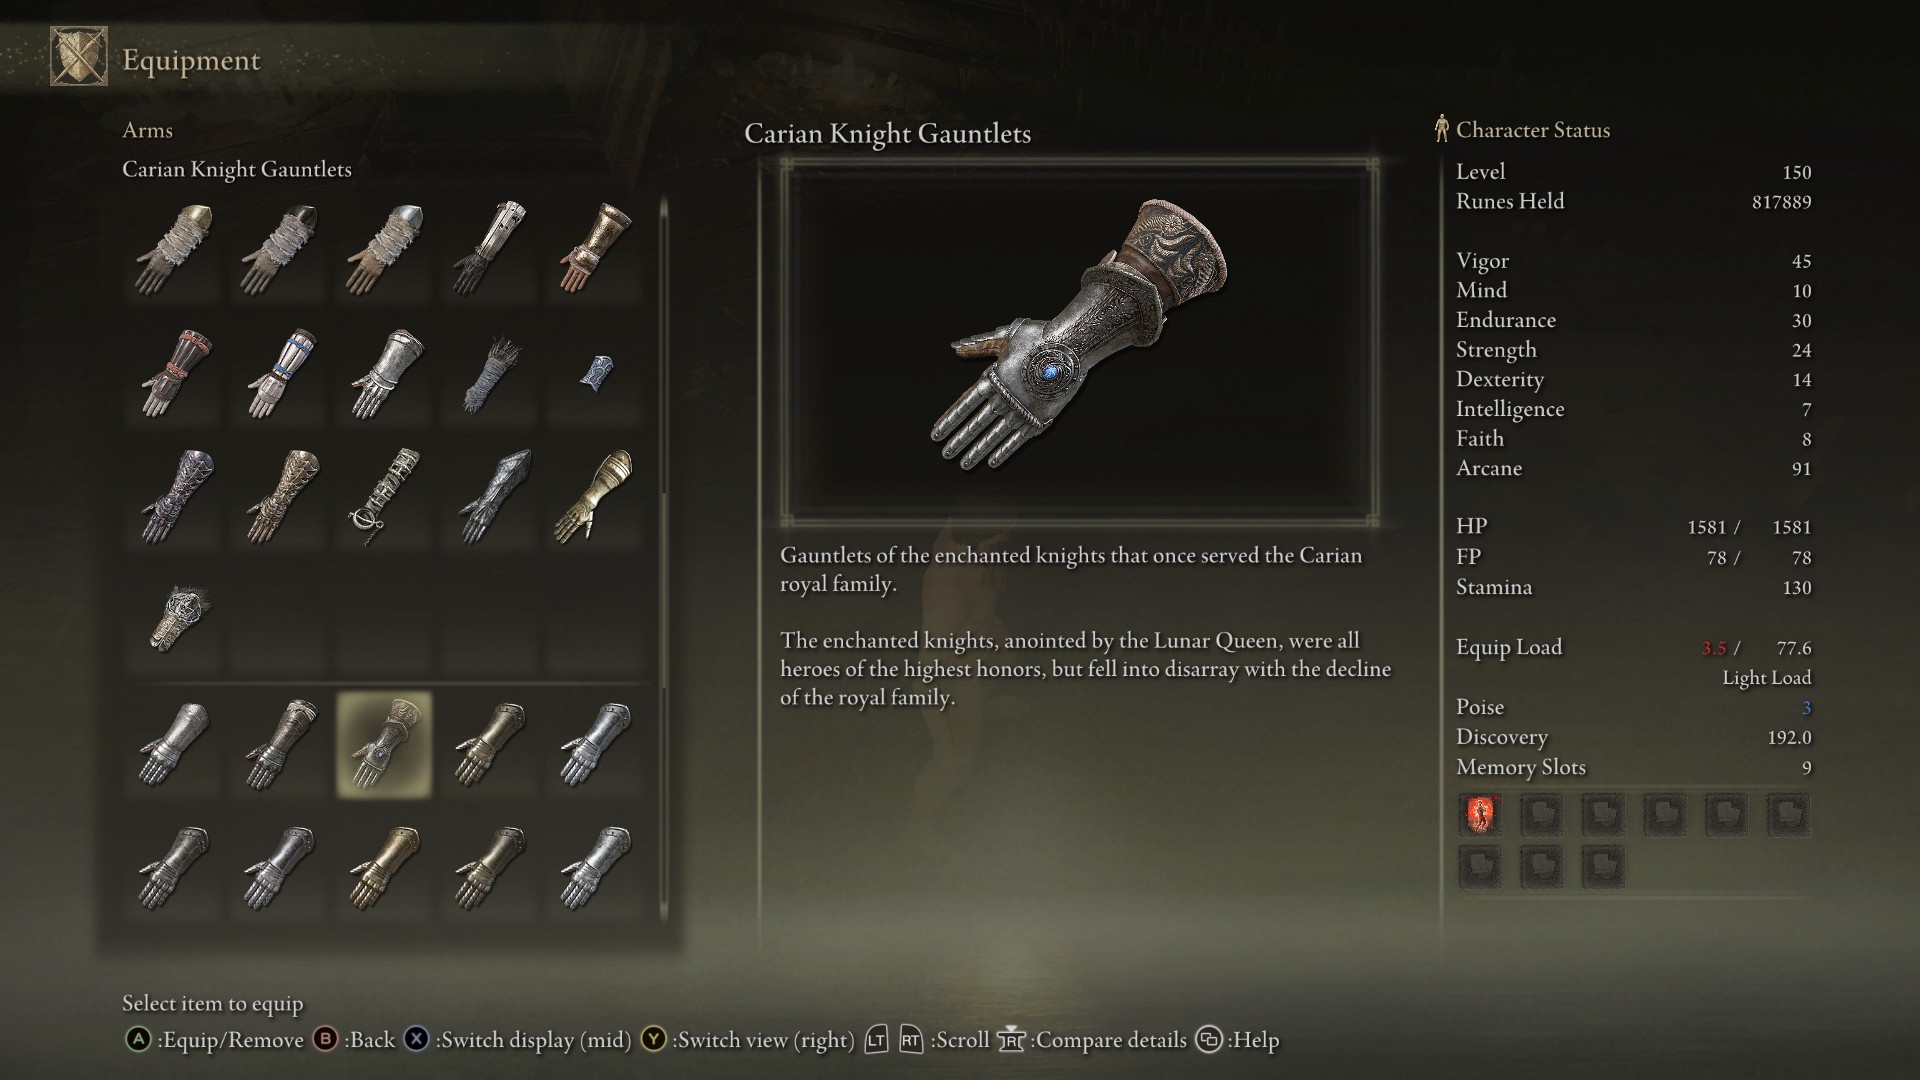 Equipment
Arms
Carian Knight Gauntlets
Carian Knight Gauntlets
Gauntlets of the enchanted knights that once served the Carian
royal family.
The enchanted knights, anointed by the Lunar Queen, were all
heroes of the highest honors, but fell into disarray with the decline
of the royal family.
Character Status
Level 150
Runes Held 817889
Vigor 45
Mind 10
Endurance 30
Strength 24
Dexterity 14
Intelligence 7
Faith 8
Arcane 91
HP 1581 / 1581
FP 78 / 78
Stamina 130
Equip Load 3.5 / 77.6
Light Load
Poise 3
Discovery 192.0
Memory Slots 9
Select item to equip
A :Equip/Remove B :Back X :Switch display (mid) Y :Switch view (right) LT RT :Scroll R :Compare details :Help